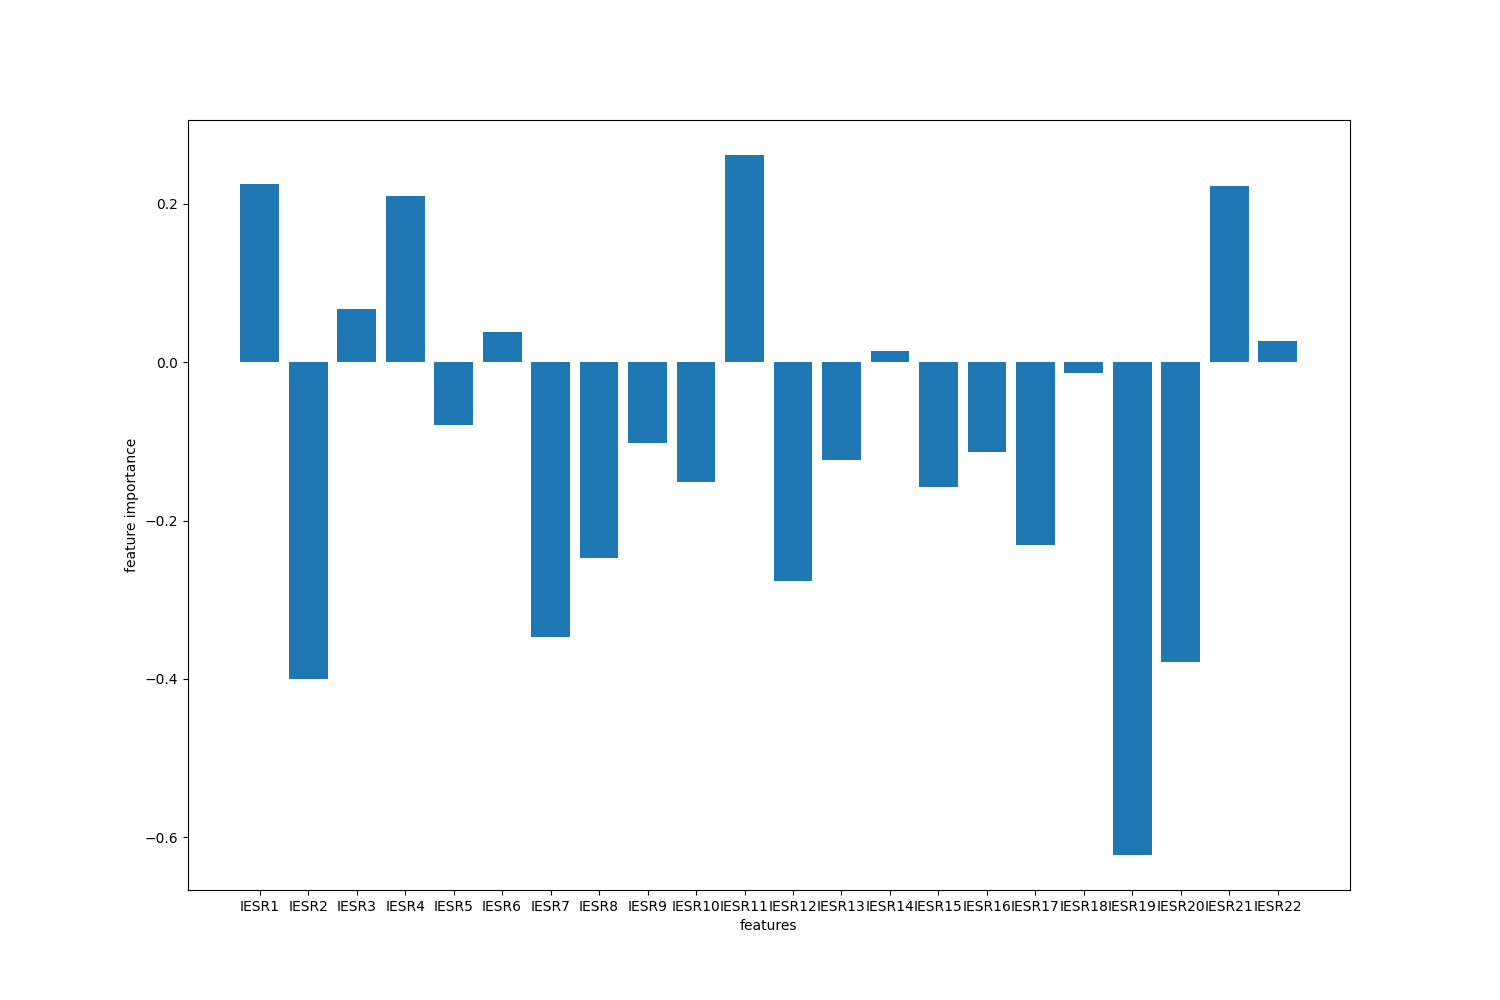 0.2
0.0
−0.2
−0.4
−0.6
feature importance
IESR1 IESR2 IESR3 IESR4 IESR5 IESR6 IESR7 IESR8 IESR9 IESR10 IESR11 IESR12 IESR13 IESR14 IESR15 IESR16 IESR17 IESR18 IESR19 IESR20 IESR21 IESR22
features